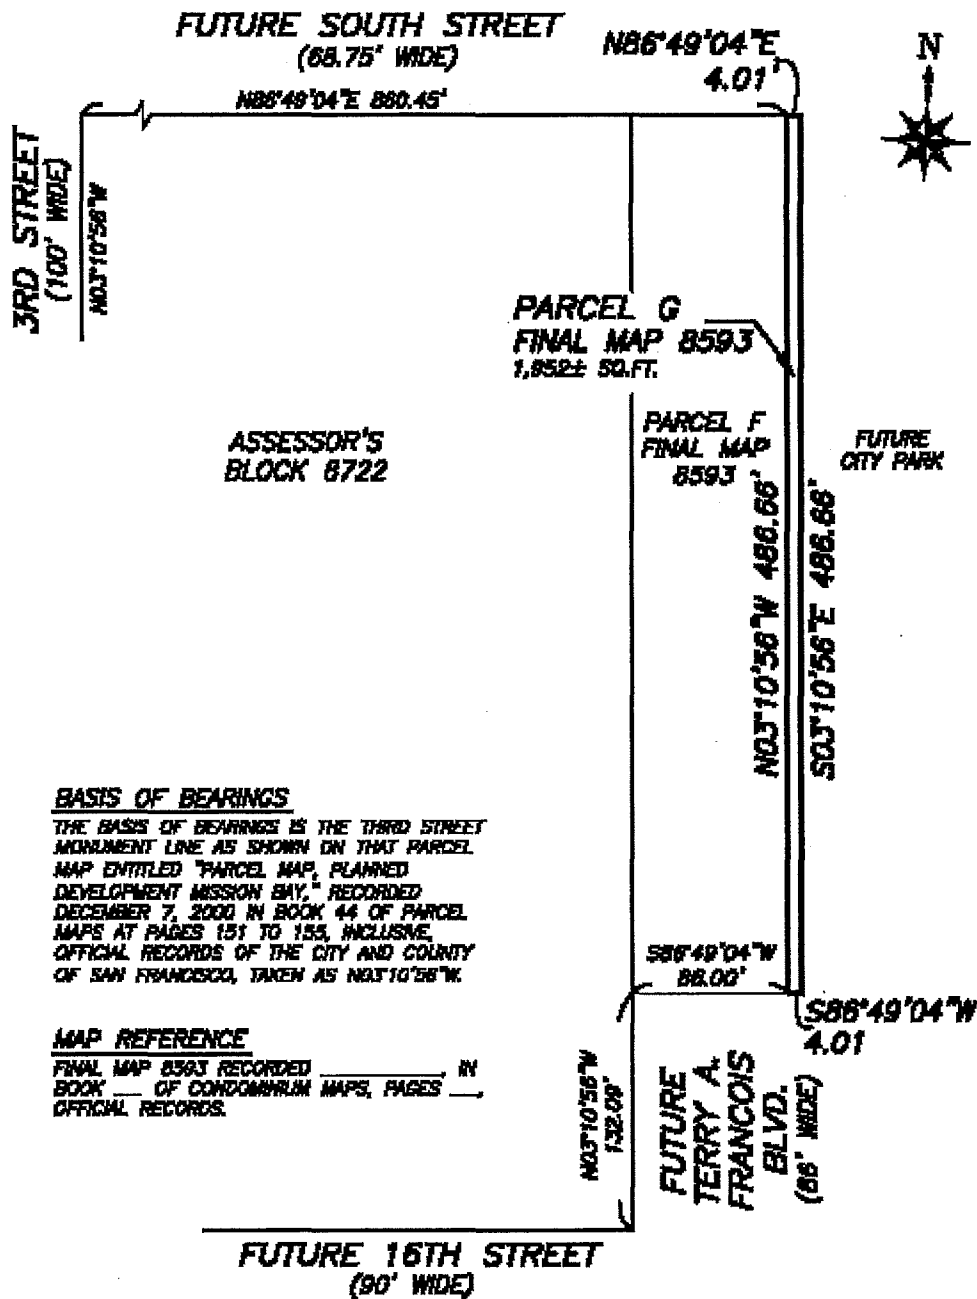 FUTURE SOUTH STREET
(68.75' WIDE)
N86°49'04"E
4.01'
N
N86°49'04"E 860.45'
3RD STREET
(100' WIDE)
N03°10'56"W
PARCEL G
FINAL MAP 8593
1,952± SQ.FT.
ASSESSOR'S
BLOCK 8722
PARCEL F
FINAL MAP
8593
FUTURE
CITY PARK
N03°10'56"W 486.66'
S03°10'56"E 486.66'
BASIS OF BEARINGS
THE BASIS OF BEARINGS IS THE THIRD STREET
MONUMENT LINE AS SHOWN ON THAT PARCEL
MAP ENTITLED "PARCEL MAP, PLANNED
DEVELOPMENT MISSION BAY," RECORDED
DECEMBER 7, 2000 IN BOOK 44 OF PARCEL
MAPS AT PAGES 151 TO 155, INCLUSIVE,
OFFICIAL RECORDS OF THE CITY AND COUNTY
OF SAN FRANCISCO, TAKEN AS N03°10'56"W.
S86°49'04"W
86.00'
S86°49'04"W
4.01
MAP REFERENCE
FINAL MAP 8593 RECORDED __________, IN
BOOK ___ OF CONDOMINIUM MAPS, PAGES ___,
OFFICIAL RECORDS.
N03°10'56"W
132.09'
FUTURE
TERRY A.
FRANCOIS
BLVD.
(86' WIDE)
FUTURE 16TH STREET
(90' WIDE)